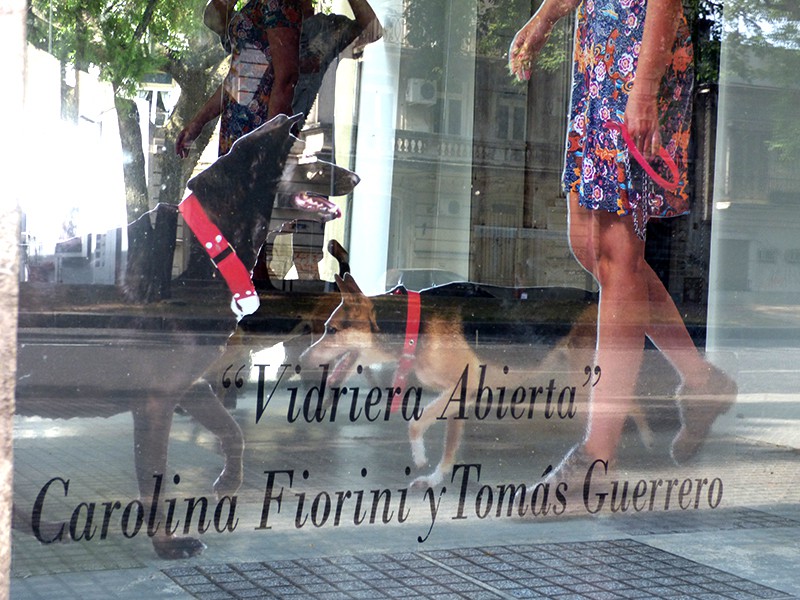 “Vidriera Abierta”
Carolina Fiorini y Tomás Guerrero